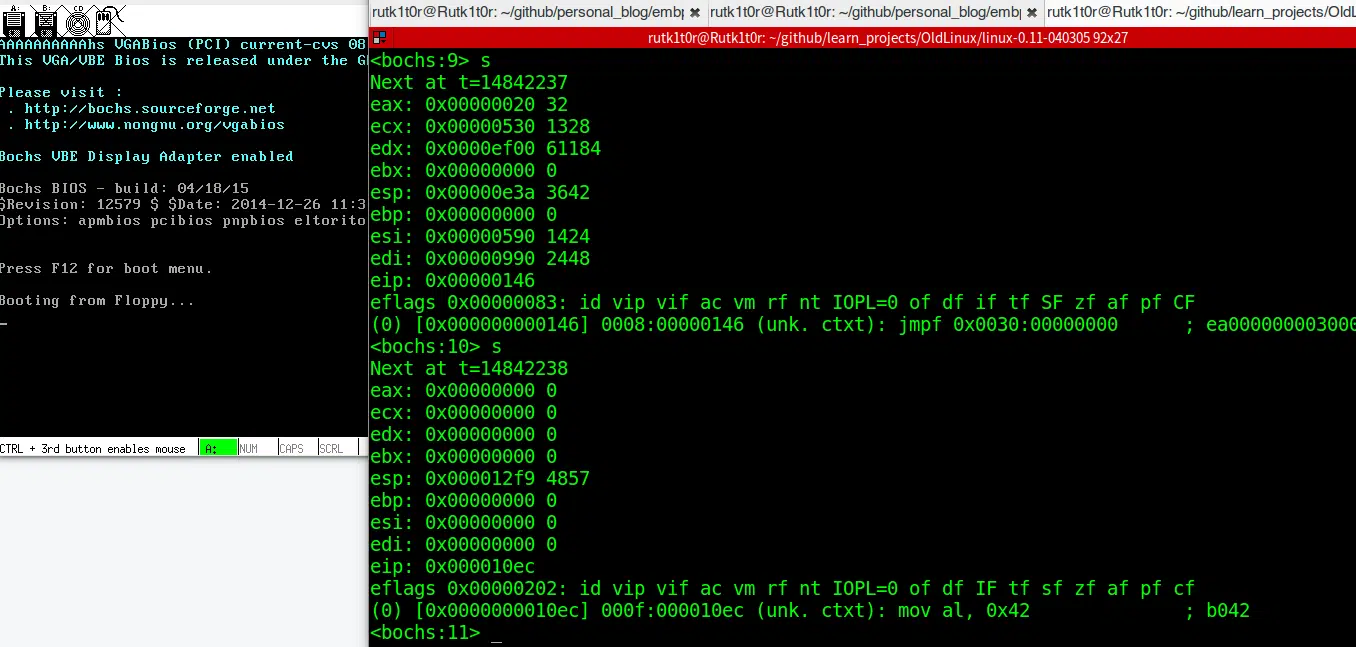 A:
B:
CD
AAAAAAAAAAhs VGABios (PCI) current-cvs 08
This VGA/VBE Bios is released under the G
Please visit :
. http://bochs.sourceforge.net
. http://www.nongnu.org/vgabios
Bochs VBE Display Adapter enabled
Bochs BIOS - build: 04/18/15
$Revision: 12579 $ $Date: 2014-12-26 11:3
Options: apmbios pcibios pnpbios eltorito
Press F12 for boot menu.
Booting from Floppy...
_
CTRL + 3rd button enables mouse A: NUM CAPS SCRL
rutk1t0r@Rutk1t0r: ~/github/personal_blog/emb
rutk1t0r@Rutk1t0r: ~/github/personal_blog/emb
rutk1t0r@Rutk1t0r: ~/github/learn_projects/OldL
rutk1t0r@Rutk1t0r: ~/github/learn_projects/OldLinux/linux-0.11-040305 92x27
<bochs:9> s
Next at t=14842237
eax: 0x00000020 32
ecx: 0x00000530 1328
edx: 0x0000ef00 61184
ebx: 0x00000000 0
esp: 0x00000e3a 3642
ebp: 0x00000000 0
esi: 0x00000590 1424
edi: 0x00000990 2448
eip: 0x00000146
eflags 0x00000083: id vip vif ac vm rf nt IOPL=0 of df if tf SF zf af pf CF
(0) [0x000000000146] 0008:00000146 (unk. ctxt): jmpf 0x0030:00000000 ; ea000000003000
<bochs:10> s
Next at t=14842238
eax: 0x00000000 0
ecx: 0x00000000 0
edx: 0x00000000 0
ebx: 0x00000000 0
esp: 0x000012f9 4857
ebp: 0x00000000 0
esi: 0x00000000 0
edi: 0x00000000 0
eip: 0x000010ec
eflags 0x00000202: id vip vif ac vm rf nt IOPL=0 of df IF tf sf zf af pf cf
(0) [0x0000000010ec] 000f:000010ec (unk. ctxt): mov al, 0x42 ; b042
<bochs:11> _